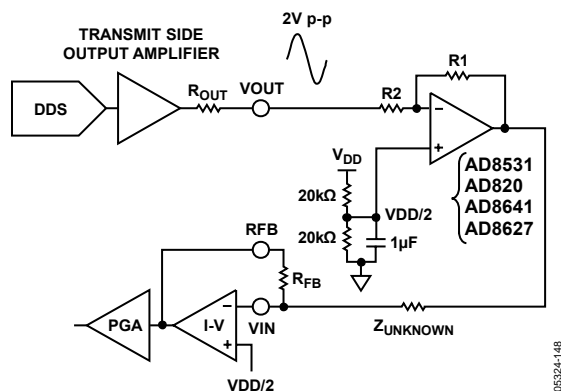 2V p-p
TRANSMIT SIDE
OUTPUT AMPLIFIER
DDS
ROUT
VOUT
R2
R1
−
+
AD8531
AD820
AD8641
AD8627
VDD
20kΩ
VDD/2
20kΩ
1µF
RFB
RFB
PGA
I-V
−
+
VIN
ZUNKNOWN
VDD/2
05324-148